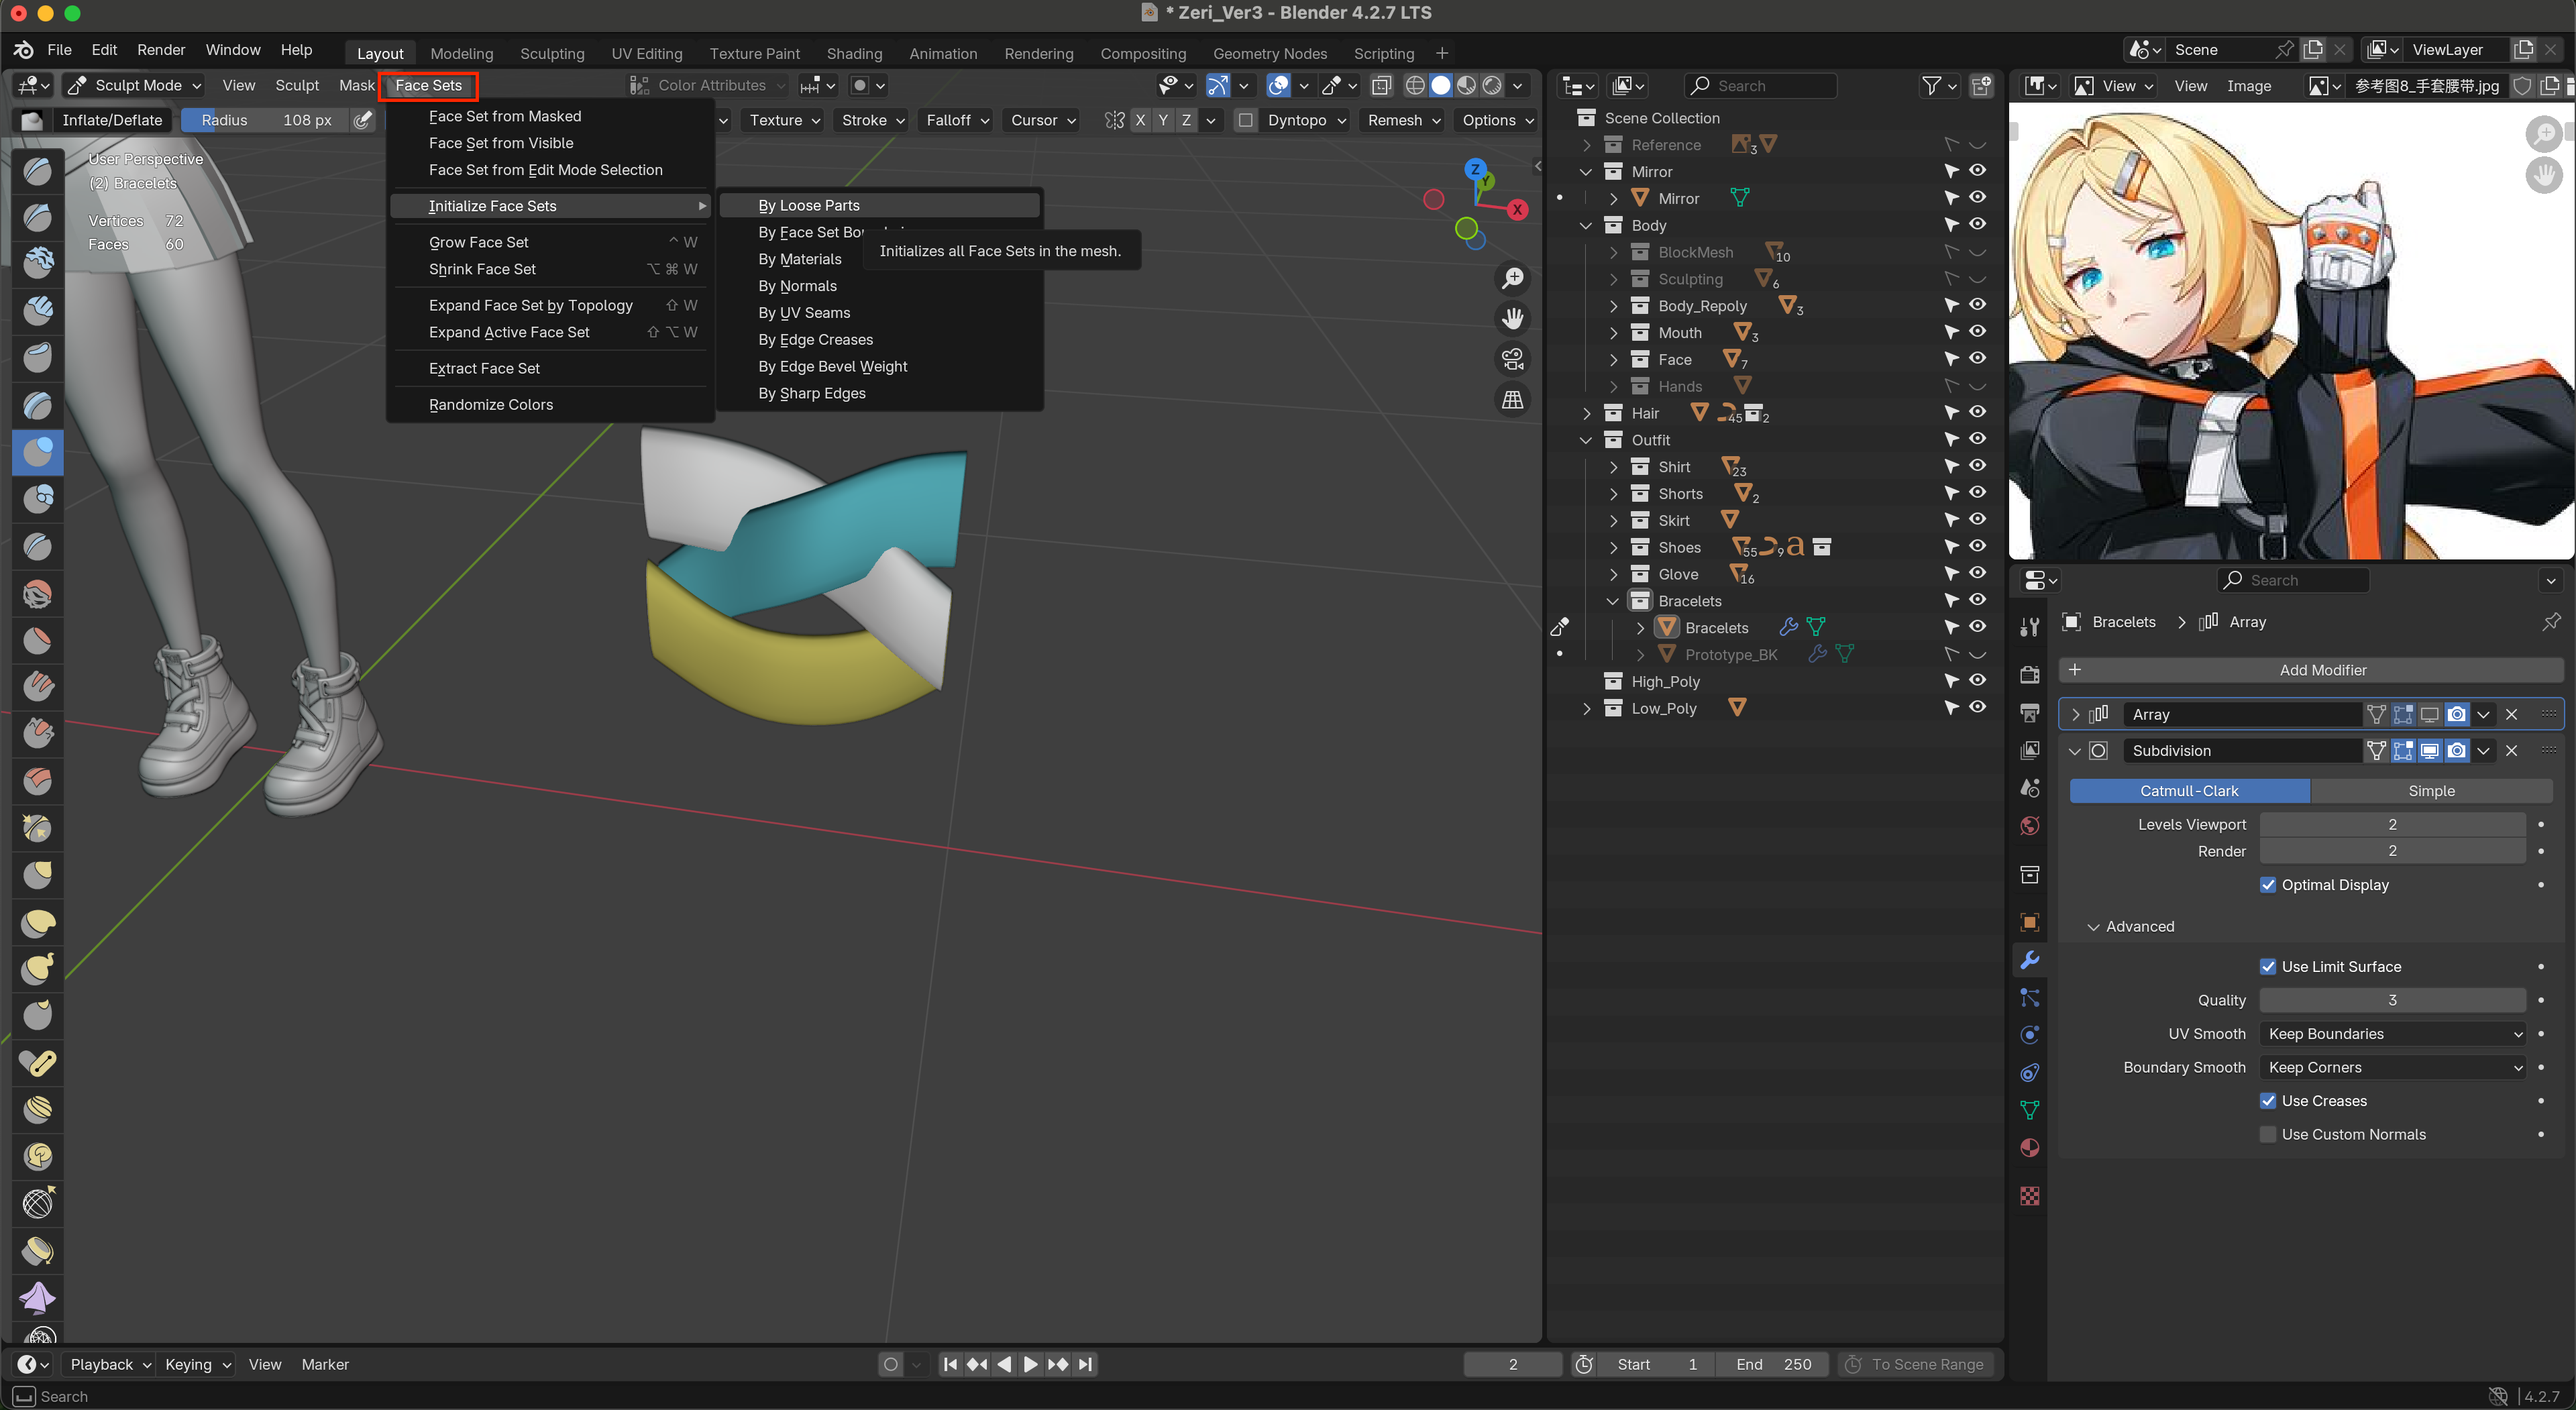 * Zeri_Ver3 - Blender 4.2.7 LTS
File Edit Render Window Help Layout Modeling Sculpting UV Editing Texture Paint Shading Animation Rendering Compositing Geometry Nodes Scripting + Scene ViewLayer
Sculpt Mode View Sculpt Mask Face Sets Color Attributes
Inflate/Deflate Radius 108 px Texture Stroke Falloff Cursor X Y Z Dyntopo Remesh Options
User Perspective
(2) Bracelets
Vertices 72
Faces 60
Face Set from Masked
Face Set from Visible
Face Set from Edit Mode Selection
Initialize Face Sets
Grow Face Set ^ W
Shrink Face Set ⌥ ⌘ W
Expand Face Set by Topology ⇧ W
Expand Active Face Set ⇧ ⌥ W
Extract Face Set
Randomize Colors
By Loose Parts
By Face Set Bou
By Materials
By Normals
By UV Seams
By Edge Creases
By Edge Bevel Weight
By Sharp Edges
Initializes all Face Sets in the mesh.
Z
Y
X
Search
Scene Collection
Reference 3
Mirror
Mirror
Body
BlockMesh 10
Sculpting 6
Body_Repoly 3
Mouth 3
Face 7
Hands
Hair 45 2
Outfit
Shirt 23
Shorts 2
Skirt
Shoes 55 9 a
Glove 16
Bracelets
Bracelets
Prototype_BK
High_Poly
Low_Poly
View View Image 参考图8_手套腰带.jpg
Search
Bracelets Array
+ Add Modifier
Array
Subdivision
Catmull-Clark Simple
Levels Viewport 2
Render 2
Optimal Display
Advanced
Use Limit Surface
Quality 3
UV Smooth Keep Boundaries
Boundary Smooth Keep Corners
Use Creases
Use Custom Normals
Playback Keying View Marker 2 Start 1 End 250 To Scene Range
Search 4.2.7